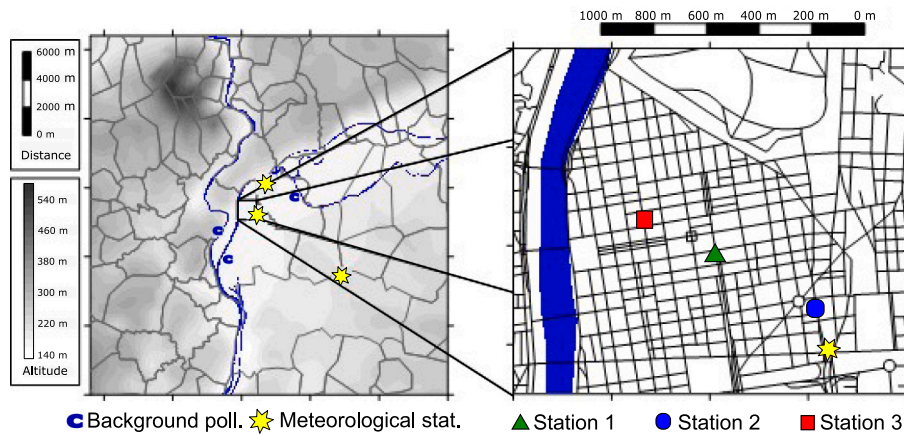 1000 m 800 m 600 m 400 m 200 m 0 m
6000 m
4000 m
2000 m
0 m
Distance
540 m
460 m
380 m
300 m
220 m
140 m
Altitude
c Background poll. Meteorological stat. Station 1 Station 2 Station 3